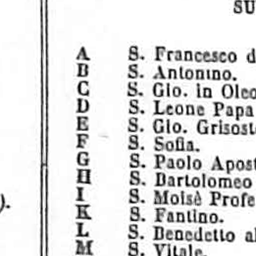 SU
A S. Francesco d
B S. Antonino.
C S. Gio. in Oleo
D S. Leone Papa
E S. Gio. Grisost
F S. Sofia.
G S. Paolo Apost
H S. Bartolomeo
I S. Moisè Profe
K S. Fantino.
L S. Benedetto al
M S. Vitale.
).